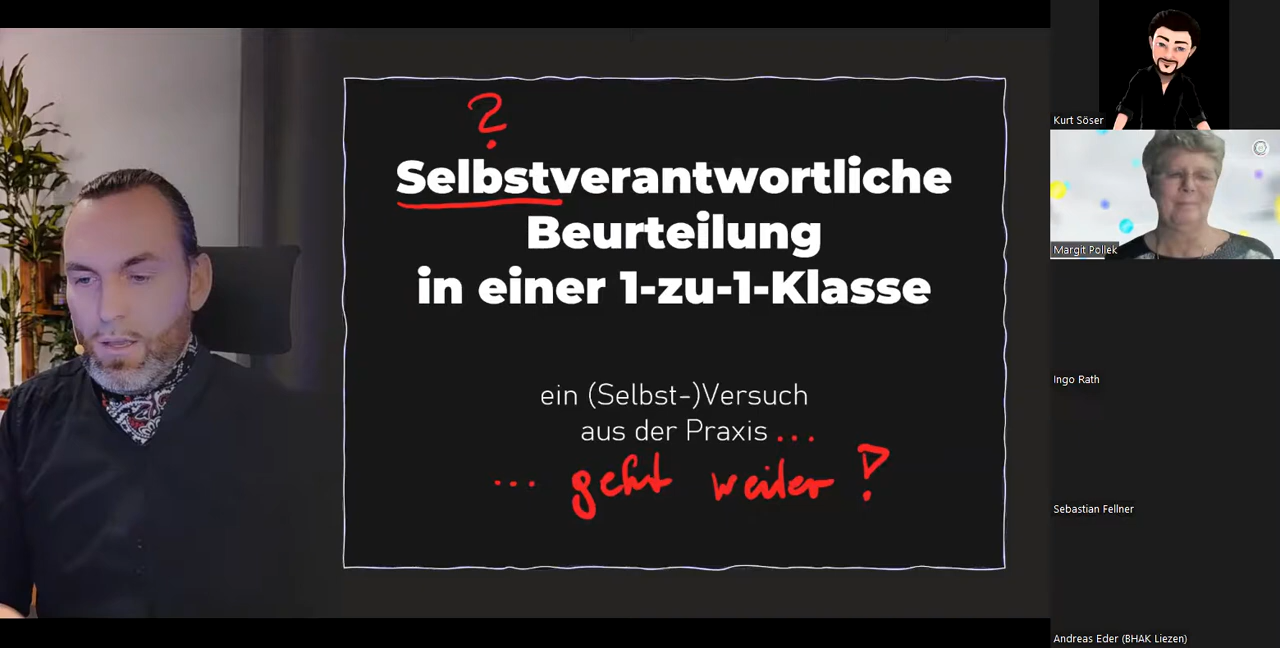 ?
Selbstverantwortliche
Beurteilung
in einer 1-zu-1-Klasse
ein (Selbst-)Versuch
aus der Praxis ...
... geht weiter!
Kurt Söser
Margit Pollek
Ingo Rath
Sebastian Fellner
Andreas Eder (BHAK Liezen)